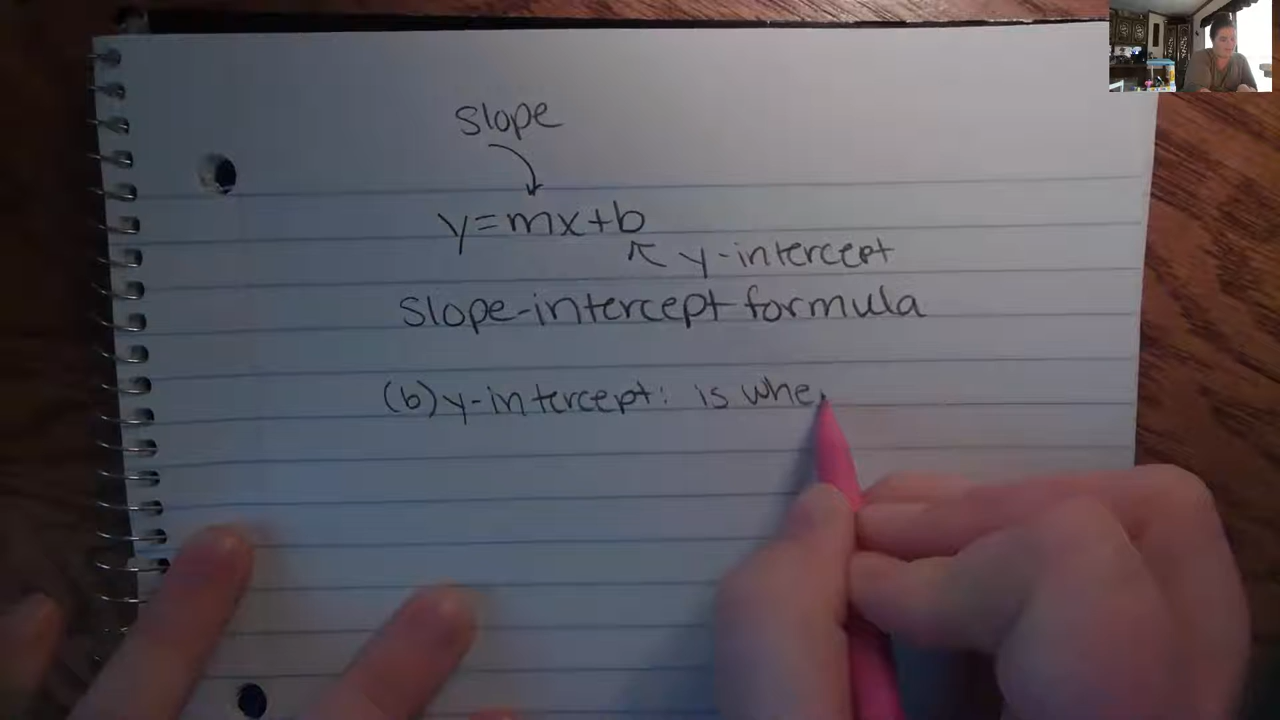 slope
y=mx+b
y-intercept
slope-intercept formula
(b) y-intercept: is whe